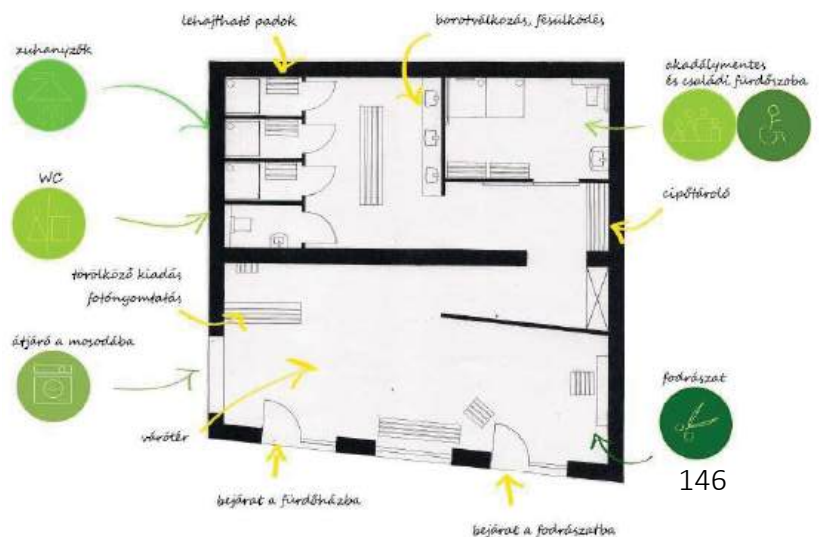 lehajtható padok
borotválkozás, fésülködés
zuhanyzók
akadálymentes
és családi fürdőszoba
WC
cipőtároló
törölköző kiadás
fotónyomtatás
átjáró a mosodába
fodrászat
146
várótér
bejárat a fürdőházba
bejárat a fodrászatba